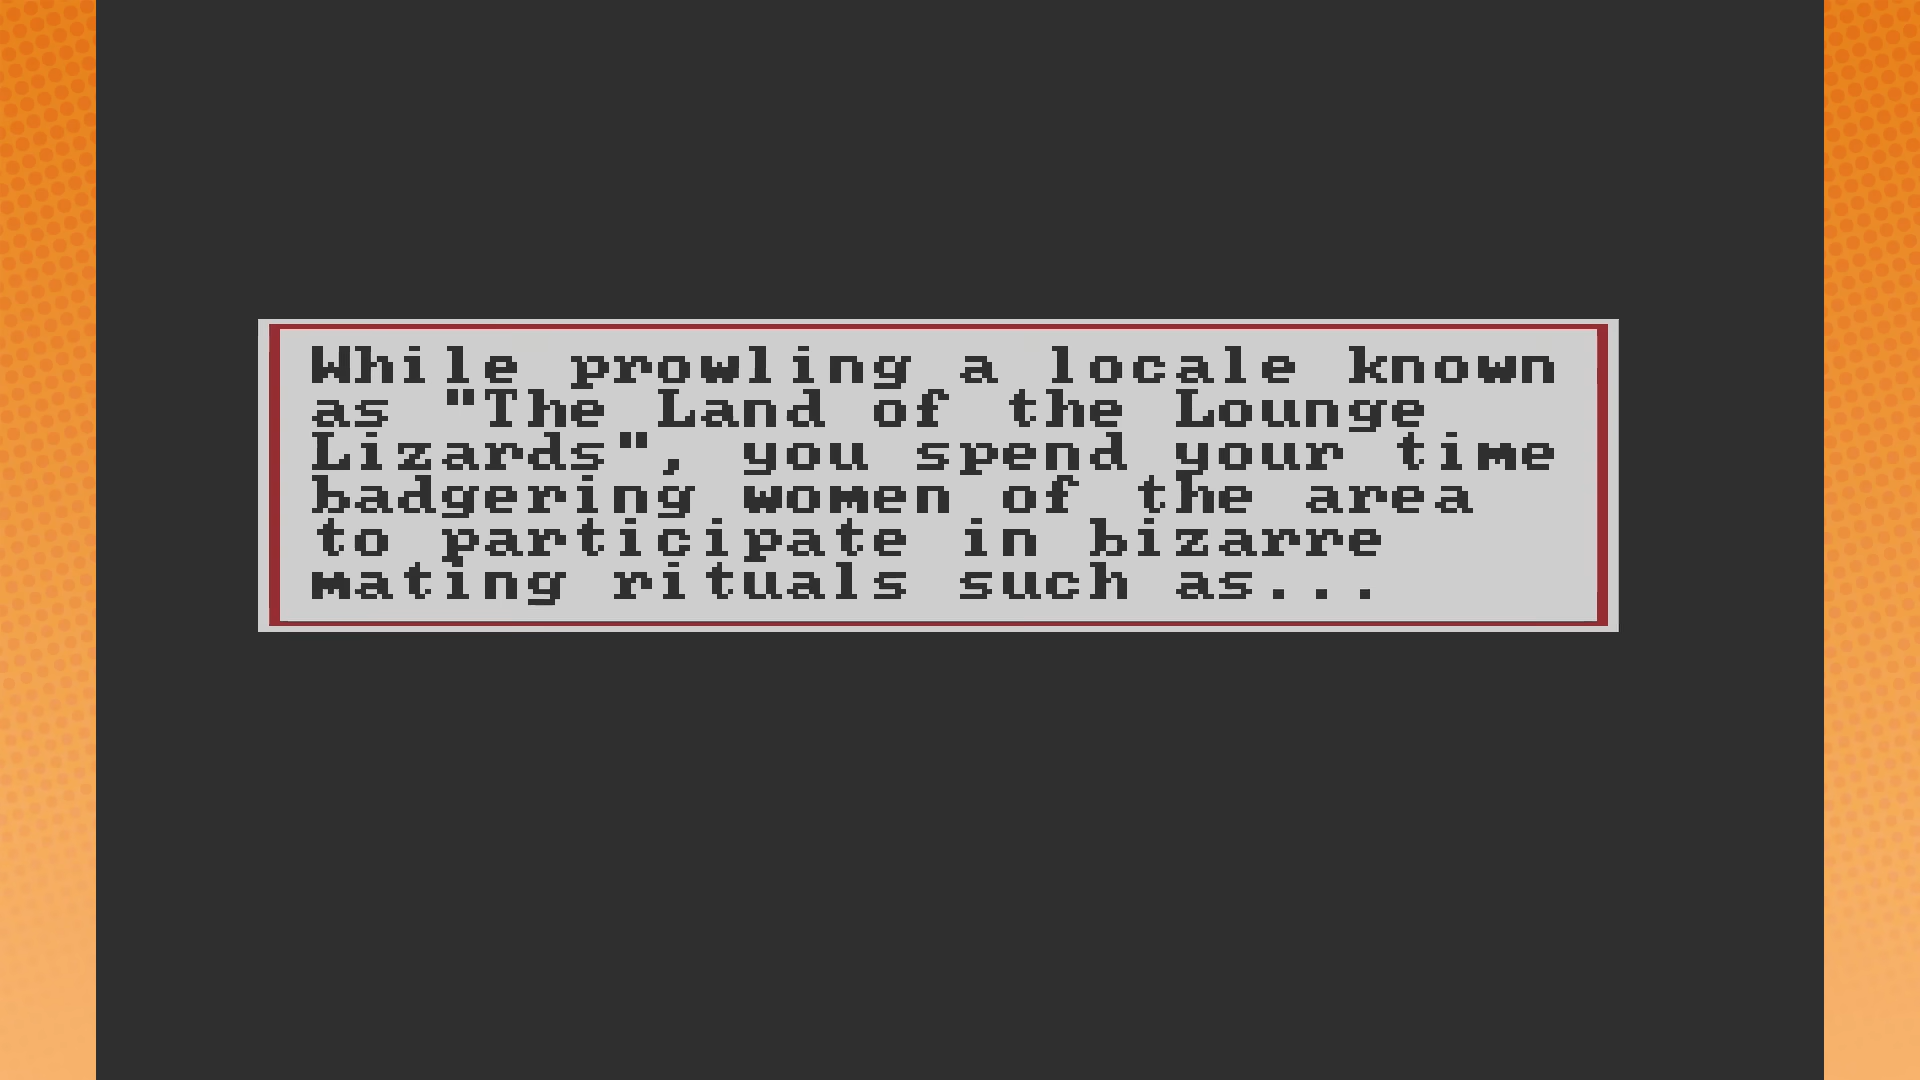 While prowling a locale known
as "The Land of the Lounge
Lizards", you spend your time
badgering women of the area
to participate in bizarre
mating rituals such as...